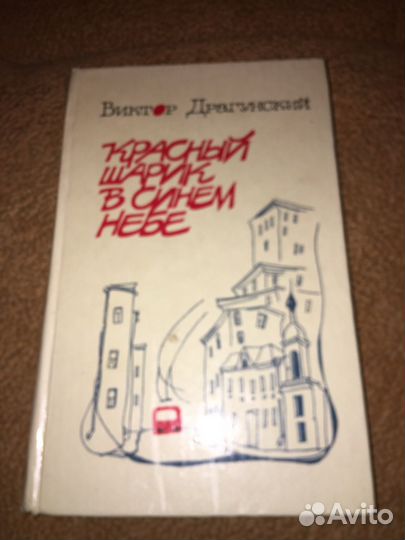 Виктор Драгунский
КРАСНЫЙ
ШАРИК
В СИНЕМ
НЕБЕ
Avito